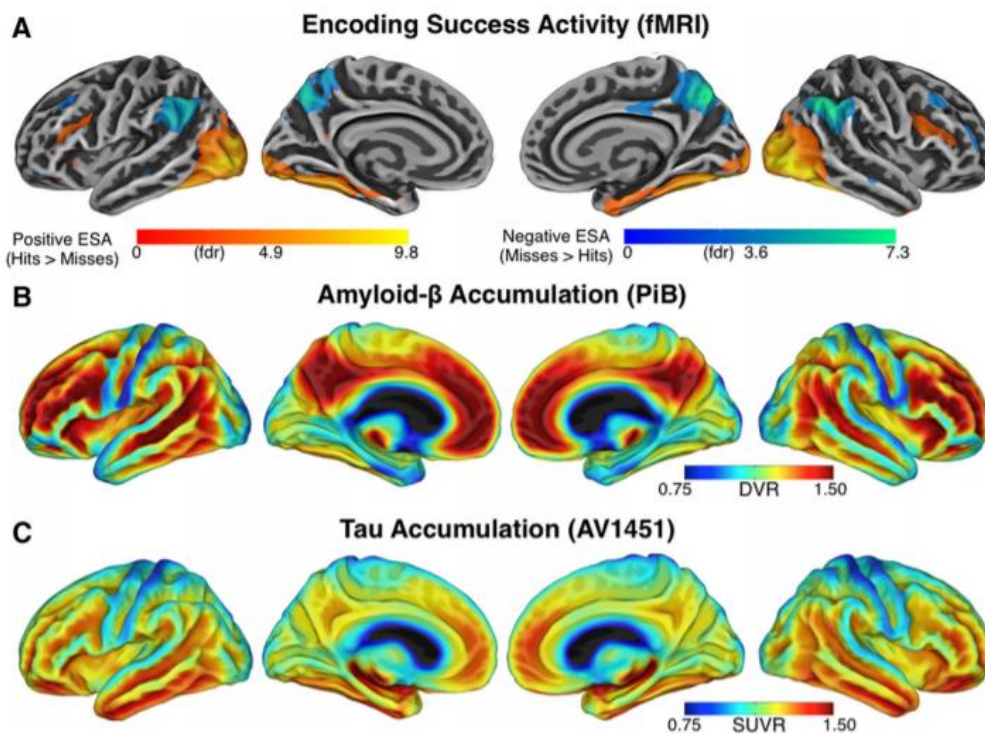 A Encoding Success Activity (fMRI)
Positive ESA
(Hits > Misses)
0 (fdr) 4.9 9.8
Negative ESA
(Misses > Hits)
0 (fdr) 3.6 7.3
B Amyloid-β Accumulation (PiB)
0.75 DVR 1.50
C Tau Accumulation (AV1451)
0.75 SUVR 1.50